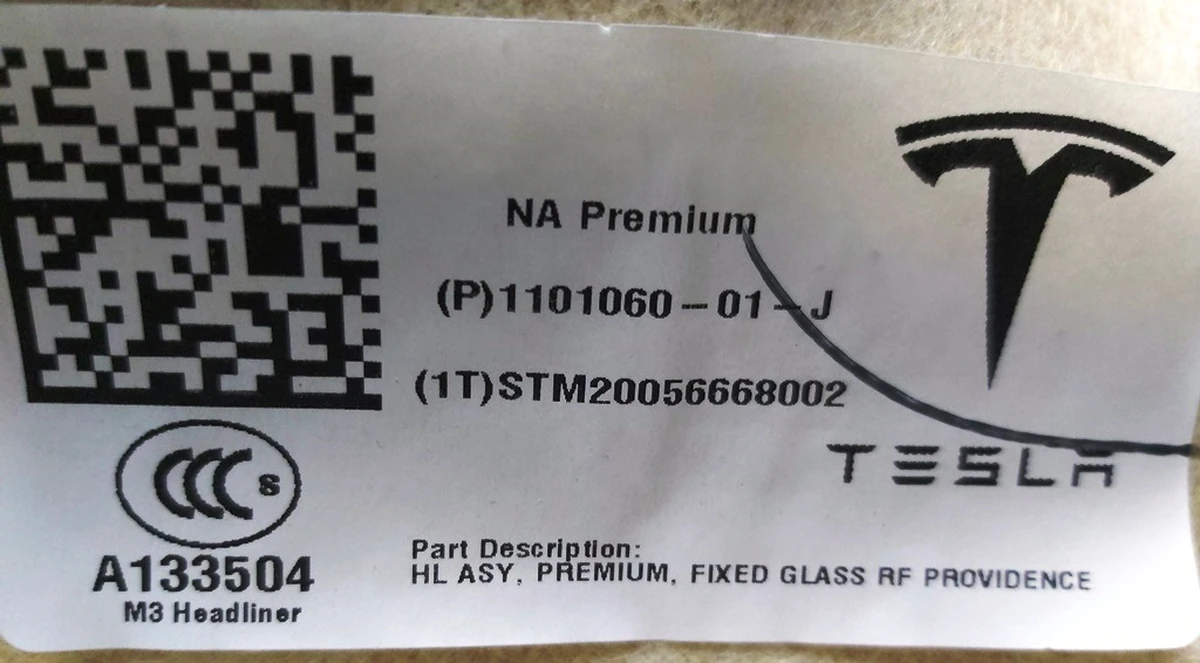 NA Premium
(P)1101060-01-J
(1T)STM20056668002
TESLA
CCC S
A133504
M3 Headliner
Part Description:
HL ASY, PREMIUM, FIXED GLASS RF PROVIDENCE